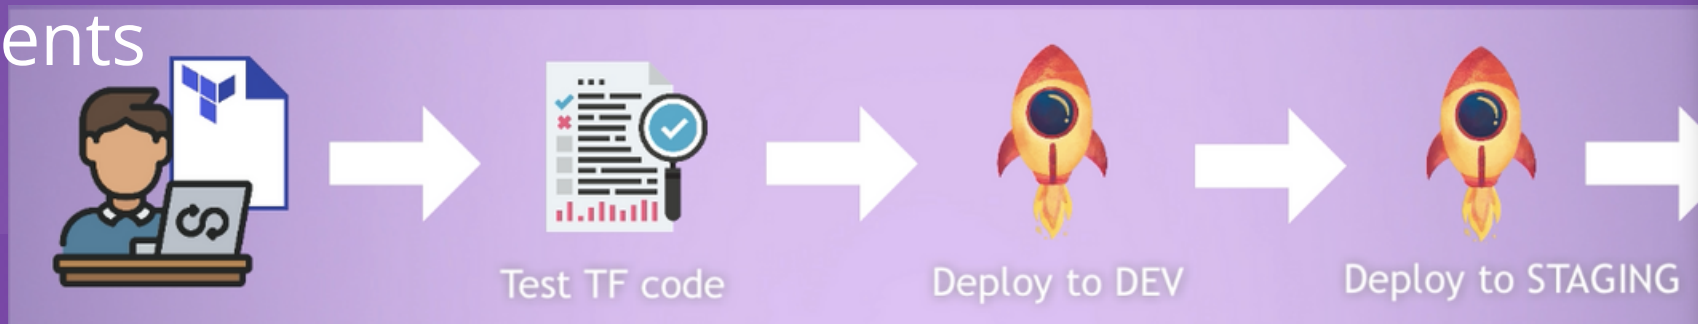 ents
Test TF code
Deploy to DEV
Deploy to STAGING